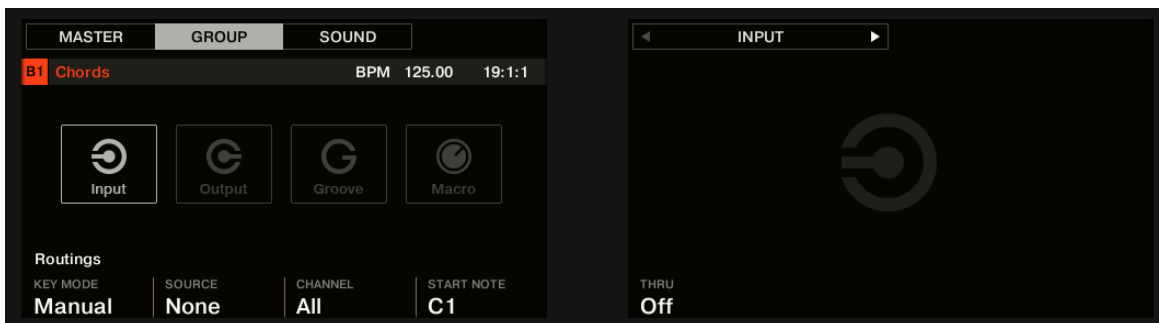 MASTER GROUP SOUND
B1 Chords BPM 125.00 19:1:1
Input Output Groove Macro
Routings
KEY MODE SOURCE CHANNEL START NOTE
Manual None All C1
INPUT
THRU
Off